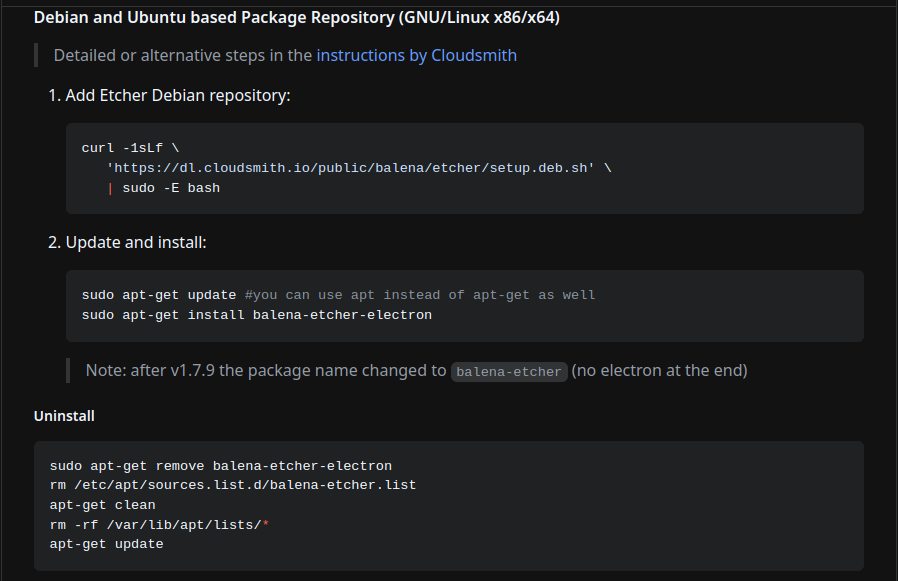 Debian and Ubuntu based Package Repository (GNU/Linux x86/x64)
Detailed or alternative steps in the instructions by Cloudsmith
1. Add Etcher Debian repository:
curl -1sLf \
'https://dl.cloudsmith.io/public/balena/etcher/setup.deb.sh' \
| sudo -E bash
2. Update and install:
sudo apt-get update #you can use apt instead of apt-get as well
sudo apt-get install balena-etcher-electron
Note: after v1.7.9 the package name changed to balena-etcher (no electron at the end)
Uninstall
sudo apt-get remove balena-etcher-electron
rm /etc/apt/sources.list.d/balena-etcher.list
apt-get clean
rm -rf /var/lib/apt/lists/*
apt-get update